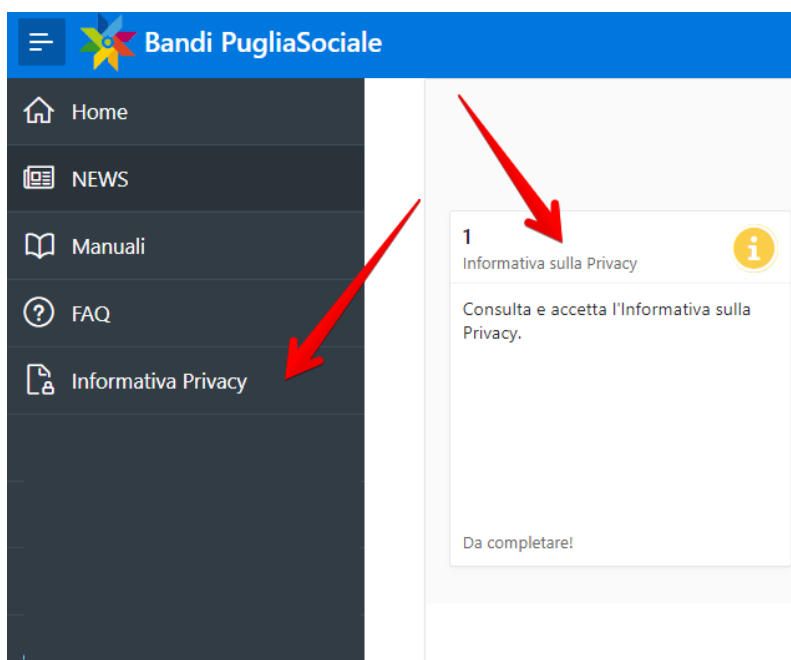 Bandi PugliaSociale
Home
NEWS
Manuali
FAQ
Informativa Privacy
1
Informativa sulla Privacy
Consulta e accetta l'Informativa sulla
Privacy.
Da completare!